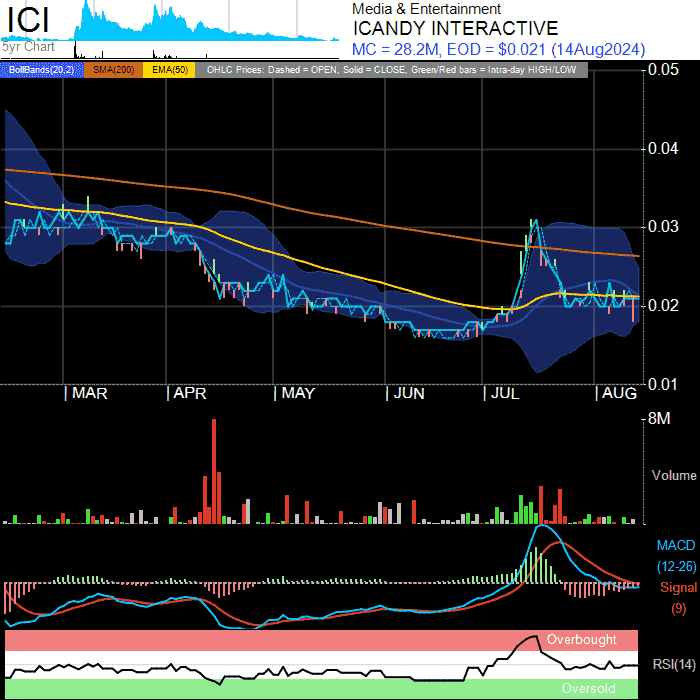 ICI
5yr Chart
Media & Entertainment
ICANDY INTERACTIVE
MC = 28.2M, EOD = $0.021 (14Aug2024)
BollBands(20,2) SMA(200) EMA(50) OHLC Prices: Dashed = OPEN, Solid = CLOSE, Green/Red bars = Intra-day HIGH/LOW
0.05
0.04
0.03
0.02
0.01
| MAR | APR | MAY | JUN | JUL | AUG
8M
Volume
MACD
(12-26)
Signal
(9)
Overbought
RSI(14)
Oversold